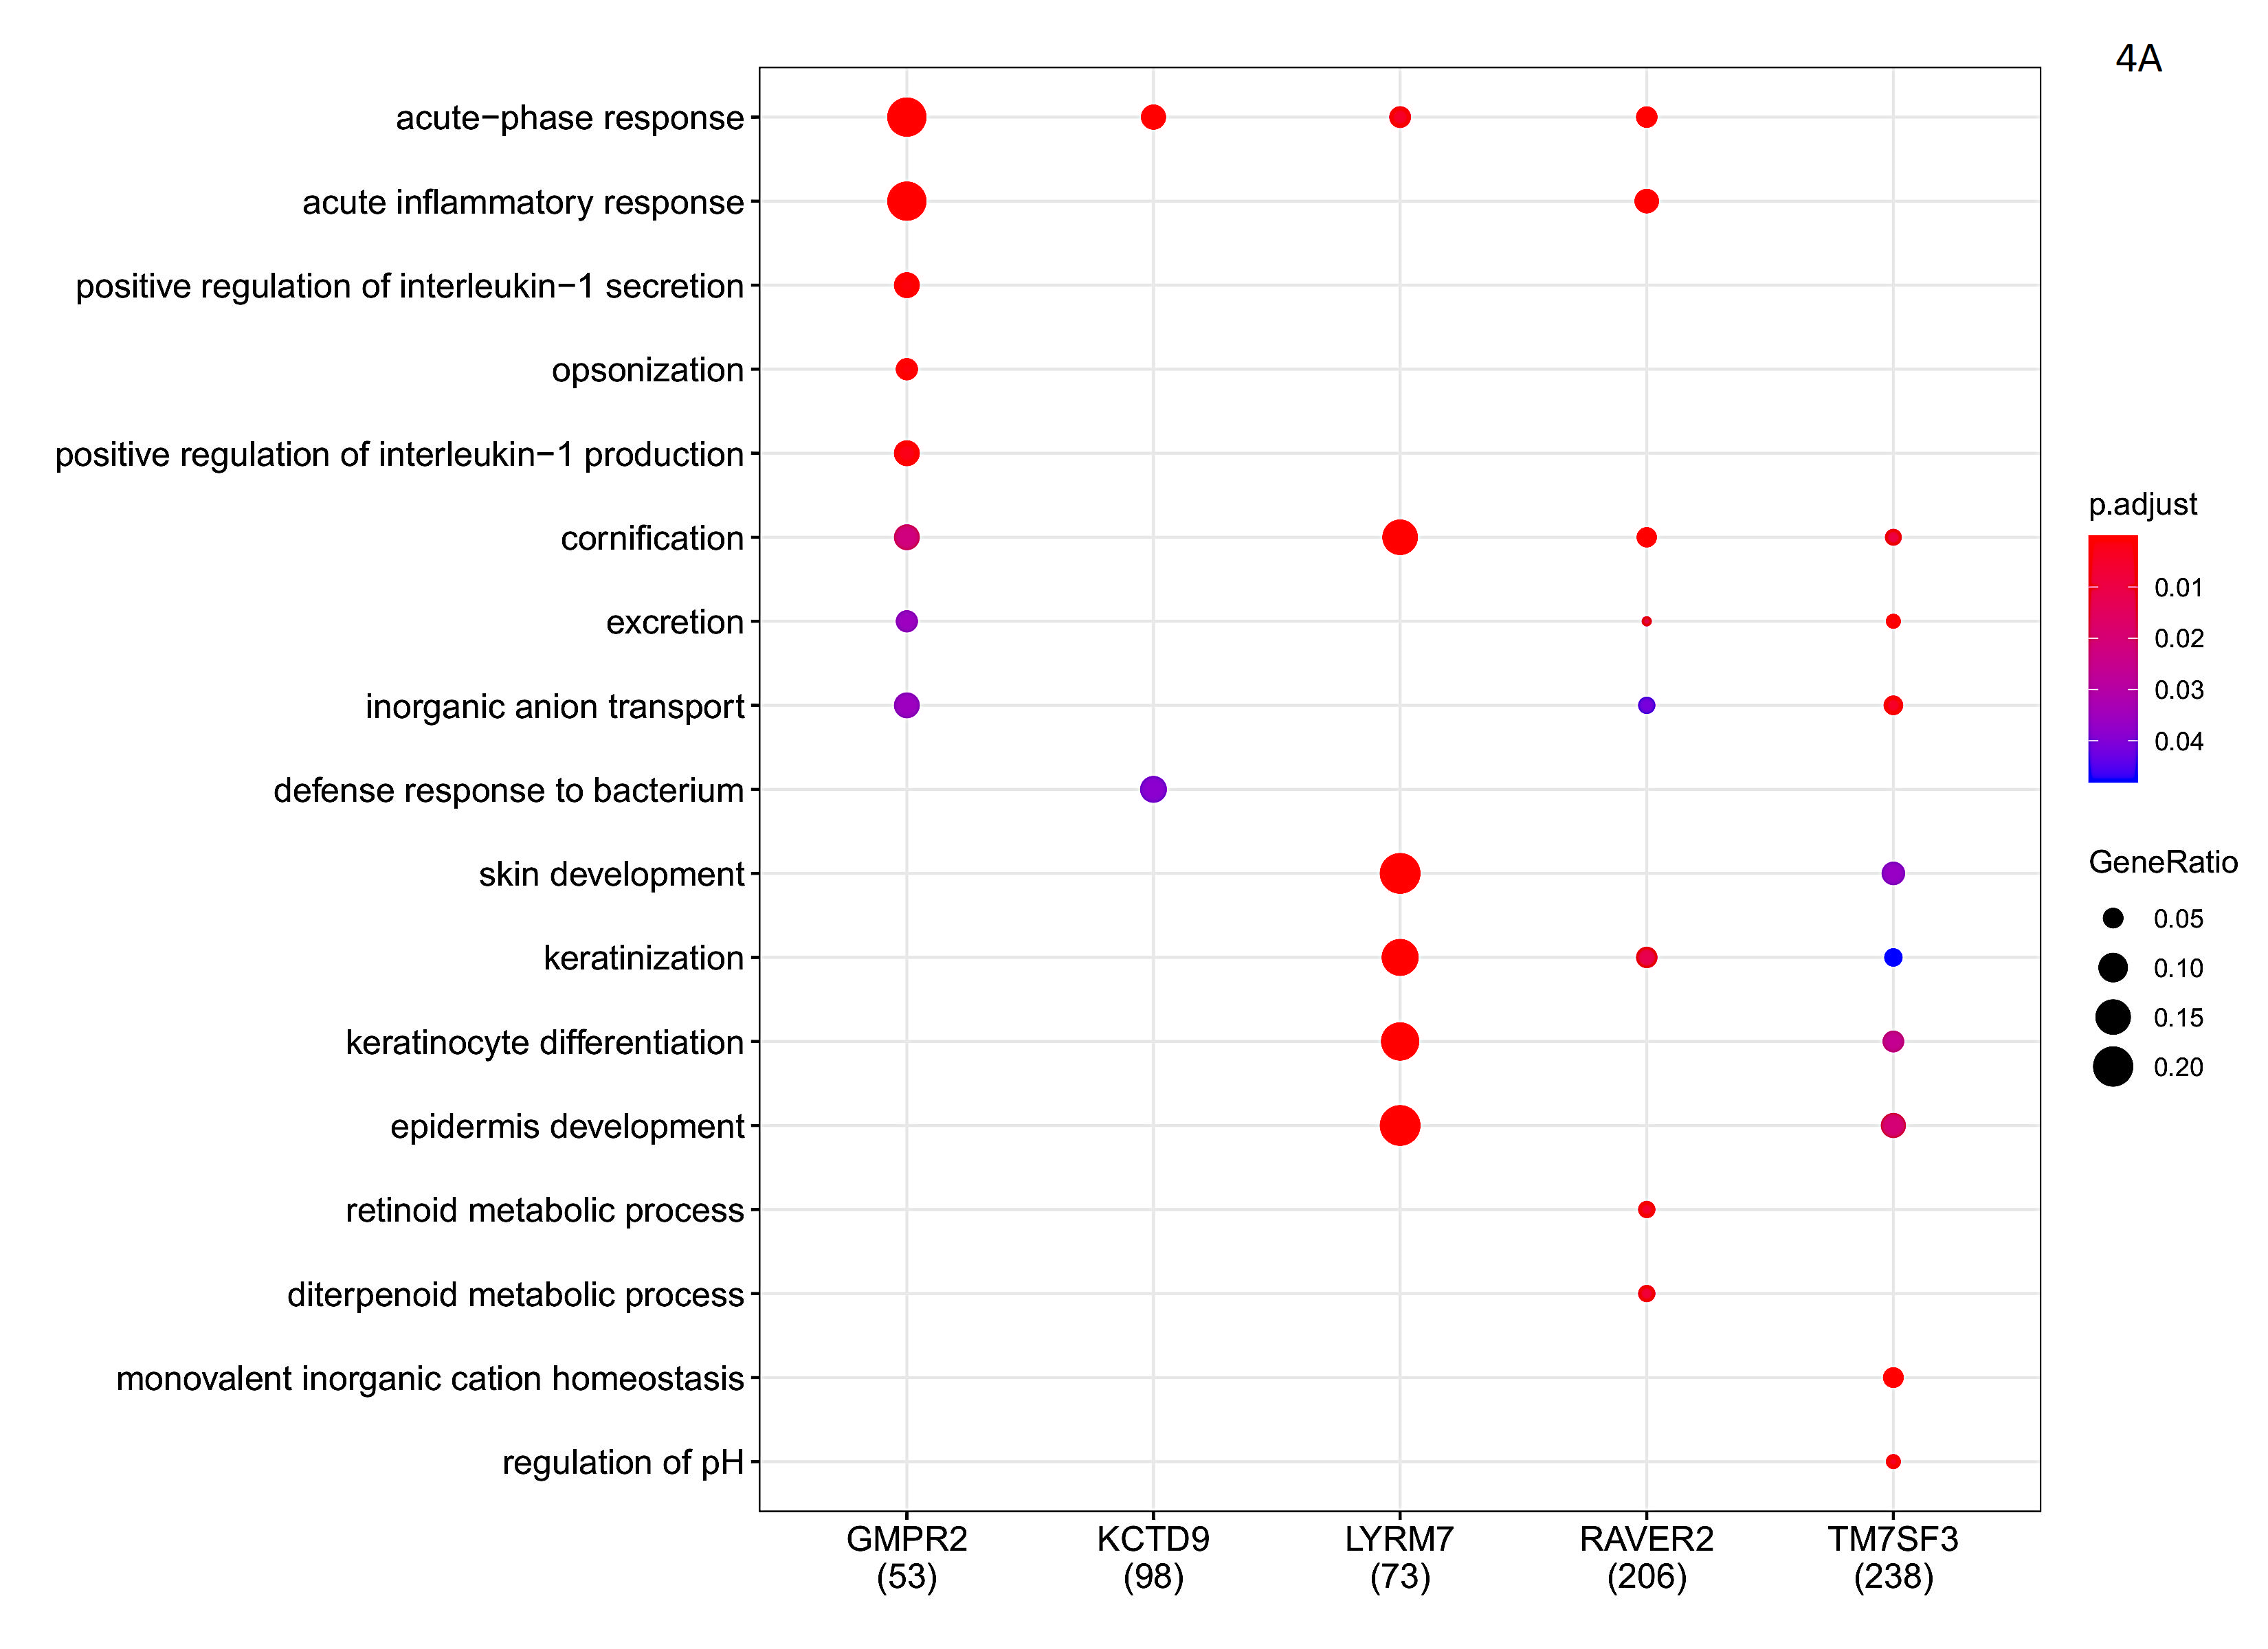 4A
acute−phase response
acute inflammatory response
positive regulation of interleukin−1 secretion
opsonization
positive regulation of interleukin−1 production
cornification
excretion
inorganic anion transport
defense response to bacterium
skin development
keratinization
keratinocyte differentiation
epidermis development
retinoid metabolic process
diterpenoid metabolic process
monovalent inorganic cation homeostasis
regulation of pH
GMPR2 KCTD9 LYRM7 RAVER2 TM7SF3
(53) (98) (73) (206) (238)
p.adjust
0.01
0.02
0.03
0.04
GeneRatio
0.05
0.10
0.15
0.20